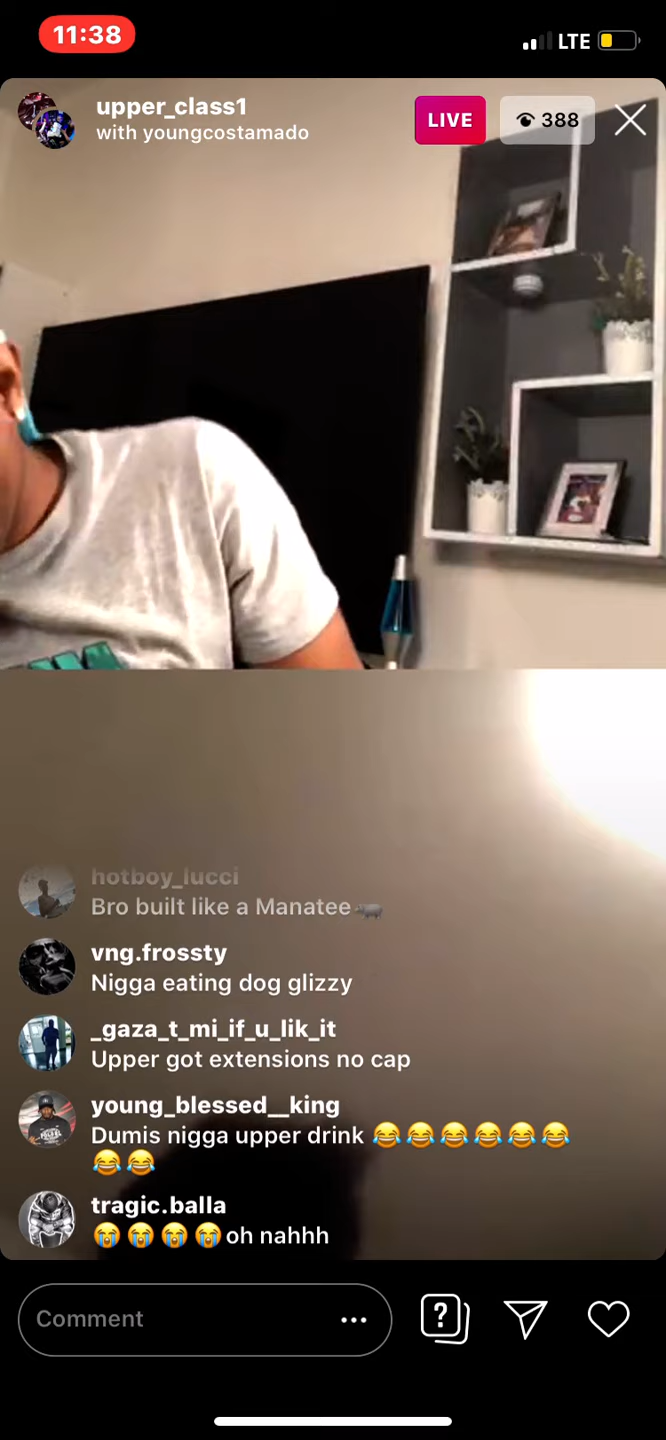 11:38
LTE
upper_class1
with youngcostamado
LIVE
388
hotboy_lucci
Bro built like a Manatee
vng.frossty
Nigga eating dog glizzy
_gaza_t_mi_if_u_lik_it
Upper got extensions no cap
young_blessed__king
Dumis nigga upper drink 😂😂😂😂😂😂
😂😂
tragic.balla
😭😭😭😭oh nahhh
Comment